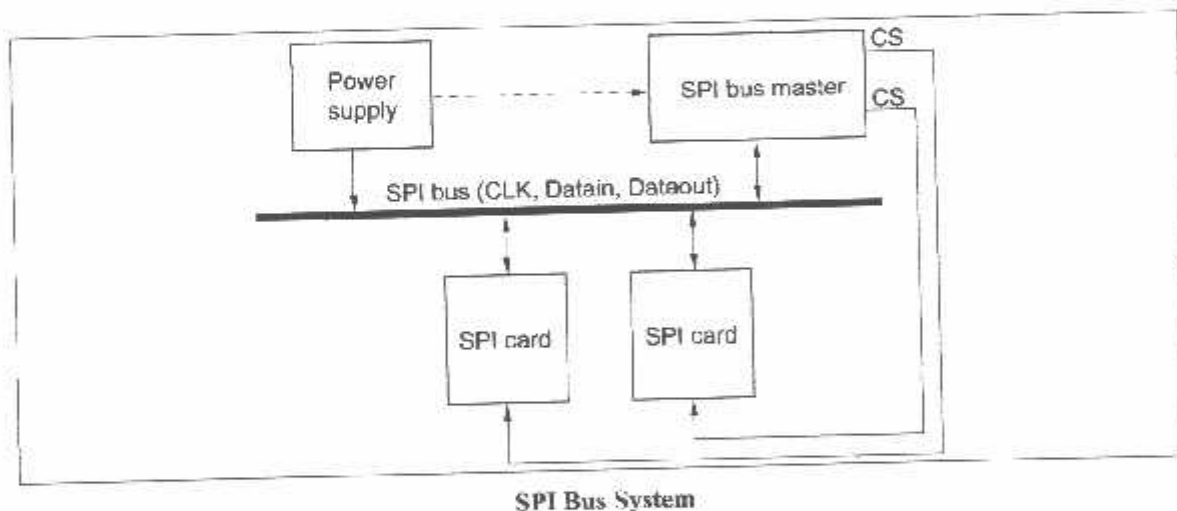 Power
supply
SPI bus master
CS
CS
SPI bus (CLK, Datain, Dataout)
SPI card
SPI card
SPI Bus System